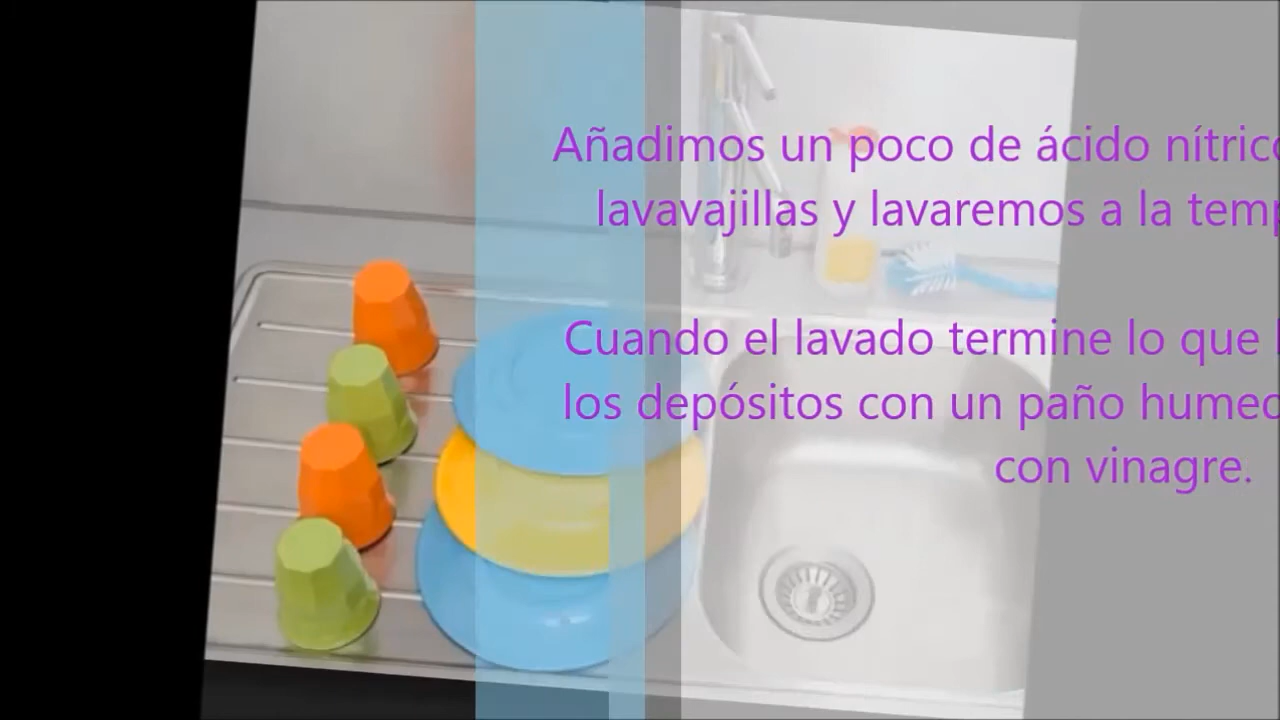 Añadimos un poco de ácido nítrico
lavavajillas y lavaremos a la
Cuando el lavado termine lo que
los depósitos con un paño
con vinagre.